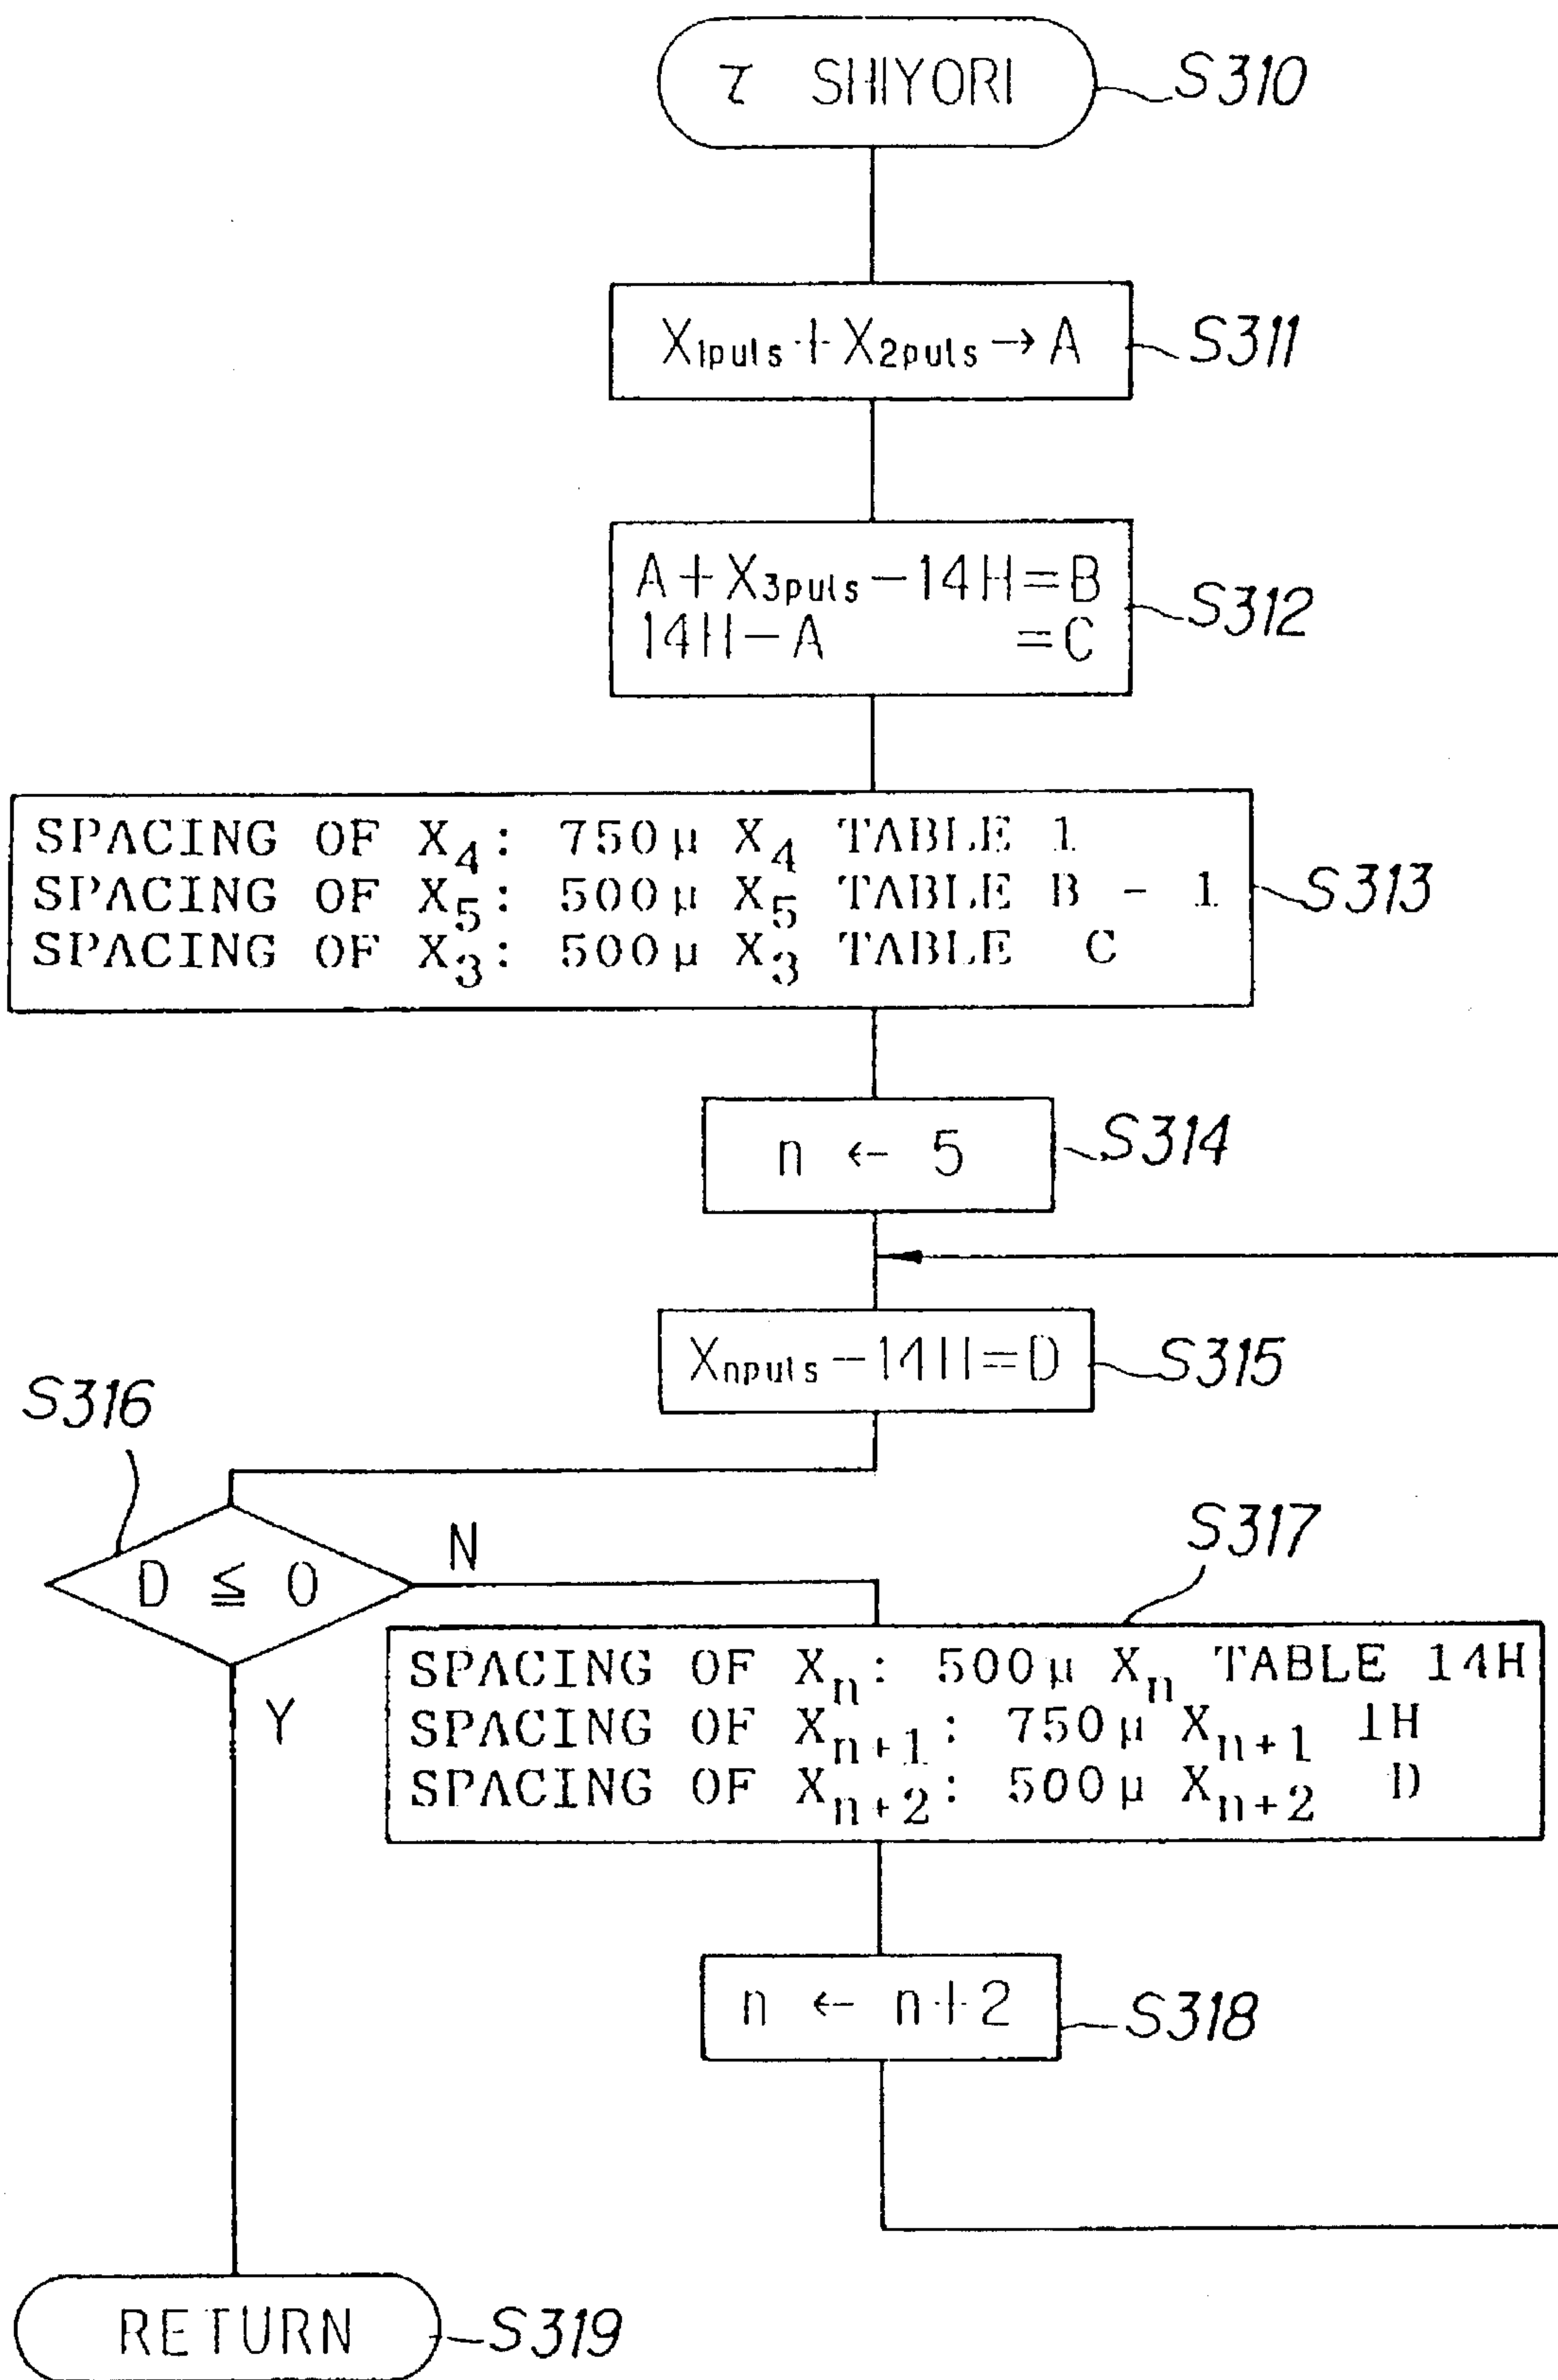 τ SHIYORI
S310
X1puls + X2puls → A
S311
A + X3puls − 14H = B
14H − A = C
S312
SPACING OF X4: 750μ X4 TABLE 1
SPACING OF X5: 500μ X5 TABLE B - 1
SPACING OF X3: 500μ X3 TABLE C
S313
n ← 5
S314
Xnpuls − 14H = D
S315
S316
D ≦ 0
N
Y
S317
SPACING OF Xn: 500μ Xn TABLE 14H
SPACING OF Xn+1: 750μ Xn+1 1H
SPACING OF Xn+2: 500μ Xn+2 D
n ← n+2
S318
RETURN
S319